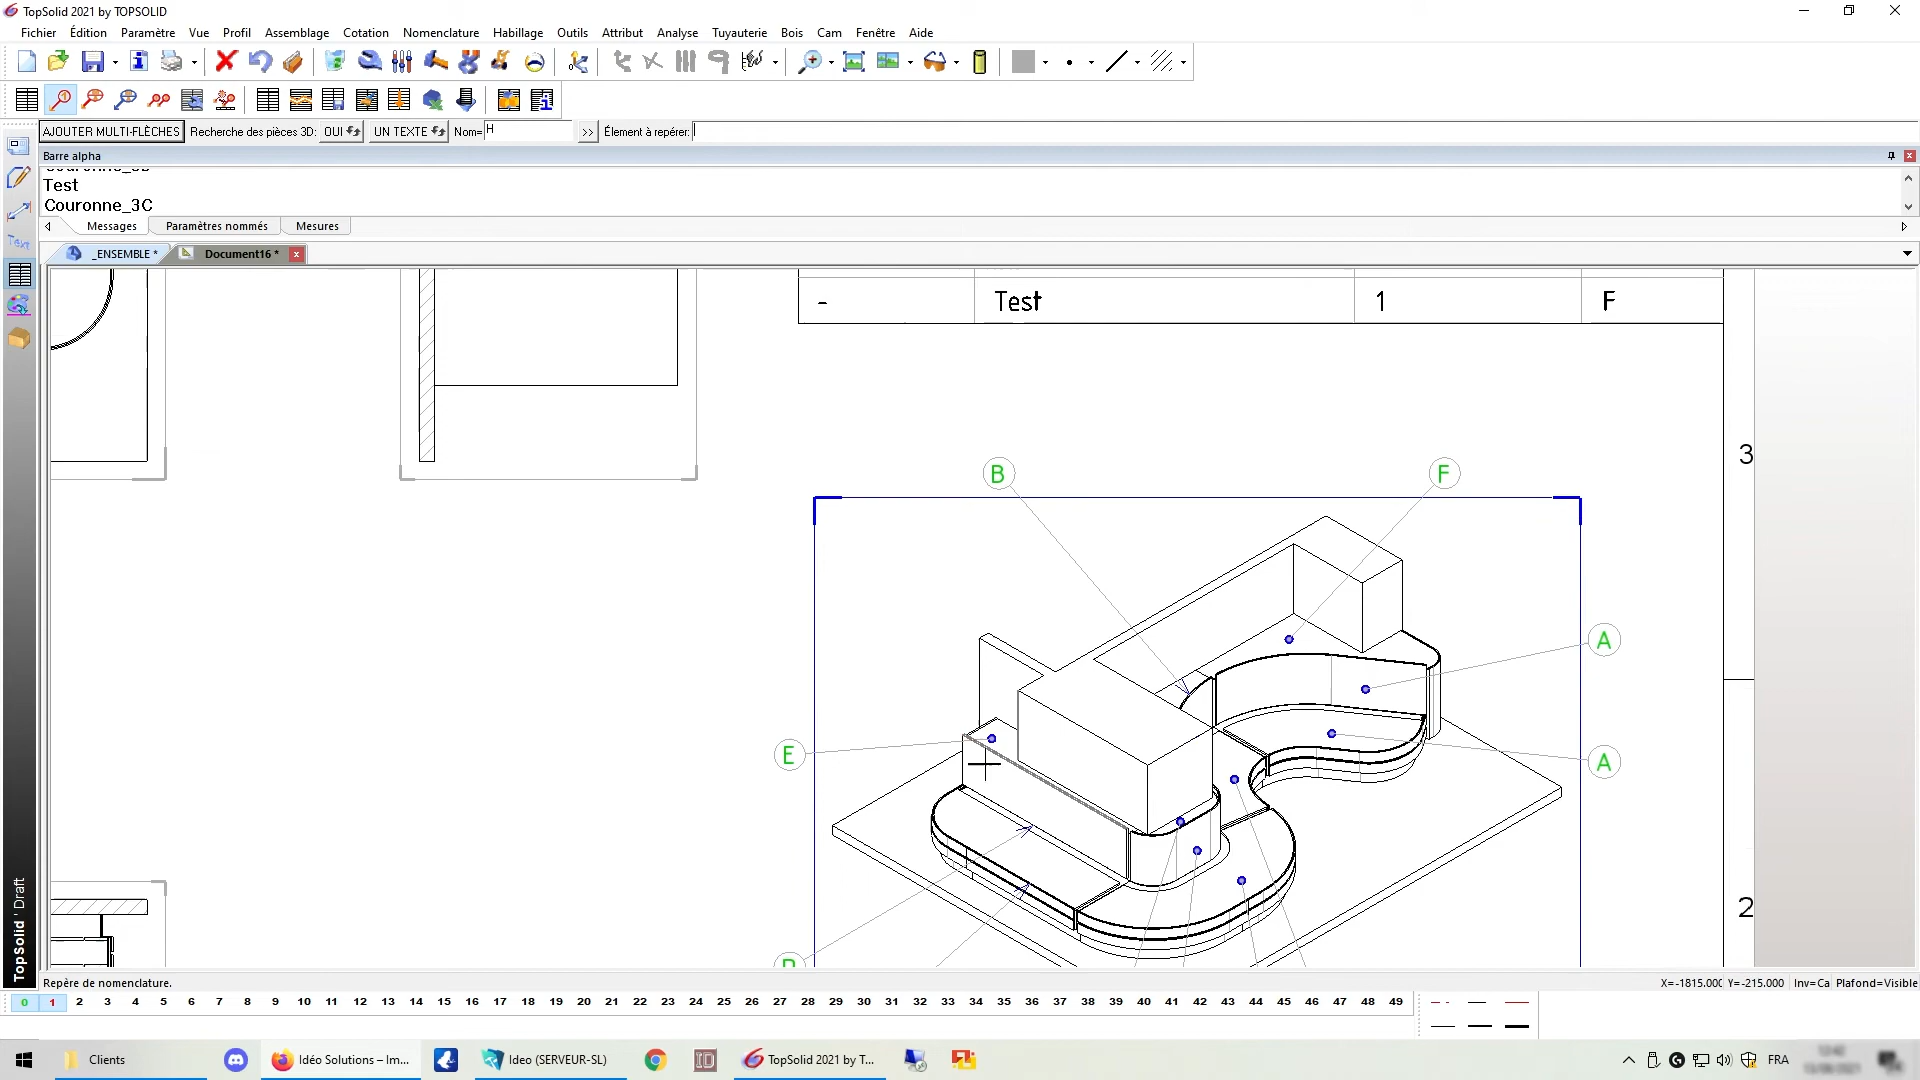 TopSolid 2021 by TOPSOLID
Fichier Édition Paramètre Vue Profil Assemblage Cotation Nomenclature Habillage Outils Attribut Analyse Tuyauterie Bois Cam Fenêtre Aide
AJOUTER MULTI-FLÈCHES Recherche des pièces 3D: OUI UN TEXTE Nom= H >> Élement à repérer:
Barre alpha
Test
Couronne_3C
Messages Paramètres nommés Mesures
_ENSEMBLE * Document16 * x
Text
- Test 1 F
3
B F
A
E A
2
TopSolid ' Draft
Repère de nomenclature. X=-1815.000 Y=-215.000 Inv=Ca Plafond=Visible
0 1 2 3 4 5 6 7 8 9 10 11 12 13 14 15 16 17 18 19 20 21 22 23 24 25 26 27 28 29 30 31 32 33 34 35 36 37 38 39 40 41 42 43 44 45 46 47 48 49
Clients Idéo Solutions – Im... Ideo (SERVEUR-SL) TopSolid 2021 by T... FRA